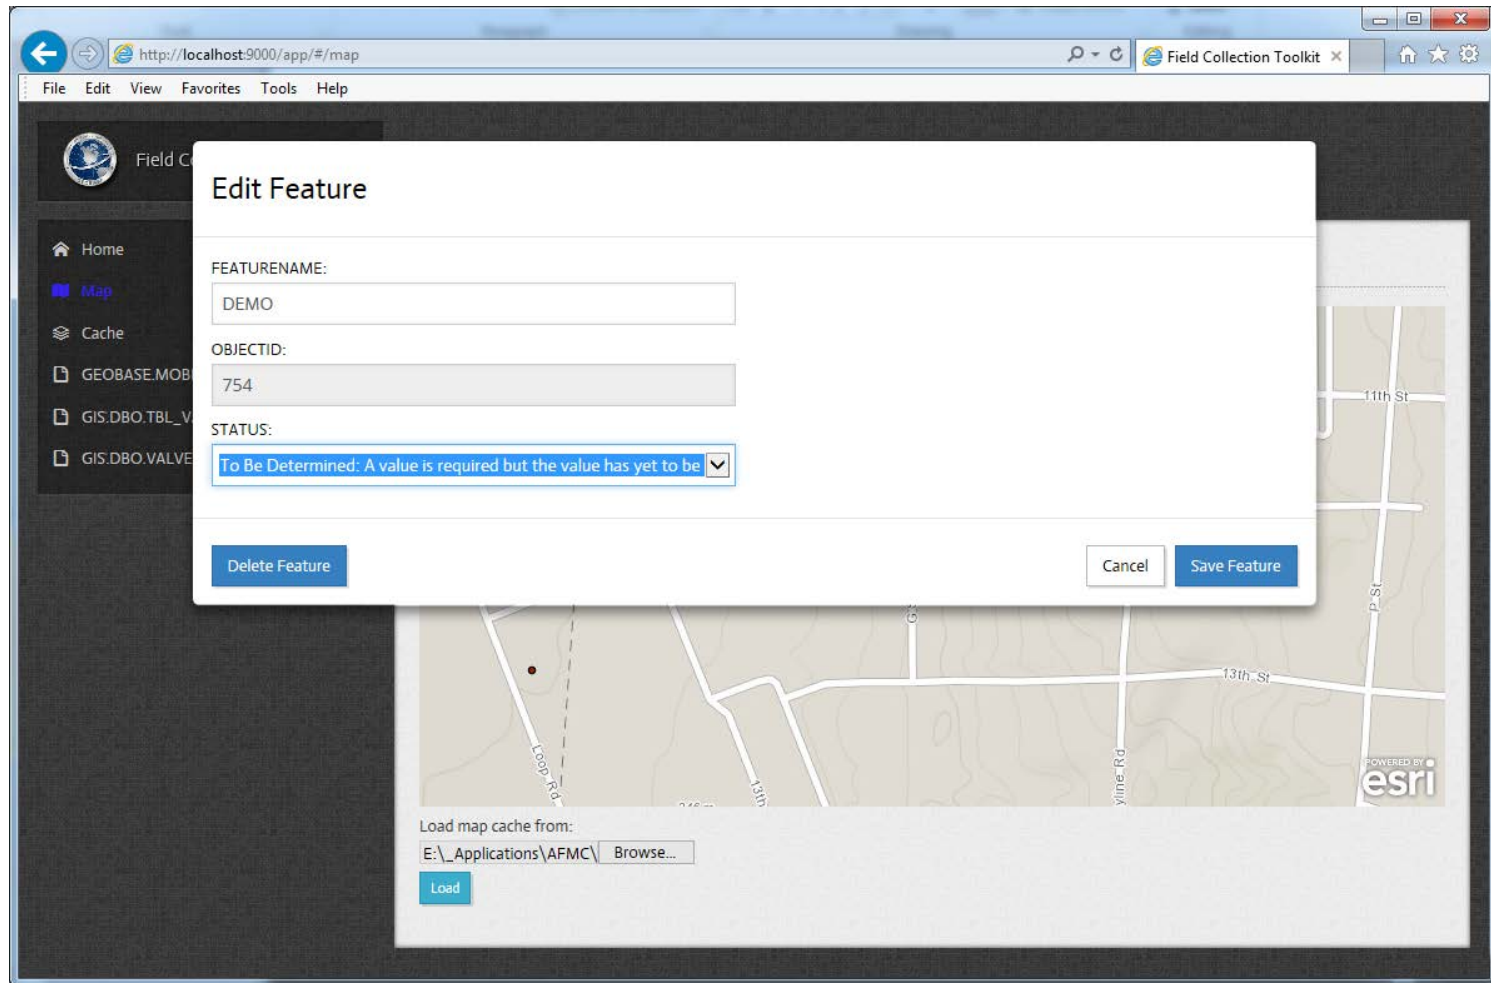 http://localhost:9000/app/#/map
Field Collection Toolkit
File Edit View Favorites Tools Help
Field C
Edit Feature
Home
FEATURENAME:
Map
DEMO
Cache
OBJECTID:
GEOBASE.MOB
754
11th St
GIS.DBO.TBL_V
STATUS:
GIS.DBO.VALVE
To Be Determined: A value is required but the value has yet to be
Delete Feature
Cancel
Save Feature
P St
G
13th St
Loop Rd
13th
yline Rd
POWERED BY
esri
Load map cache from:
E:\_Applications\AFMC\
Browse...
Load